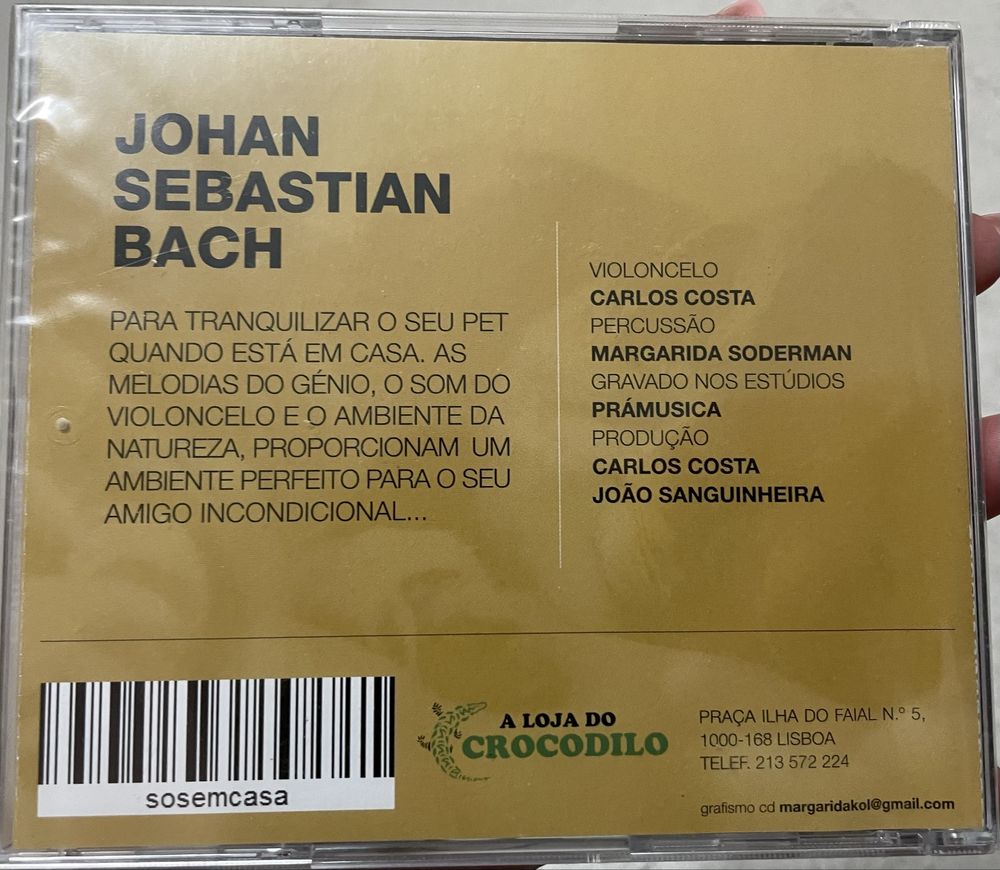 JOHAN
SEBASTIAN
BACH
PARA TRANQUILIZAR O SEU PET
QUANDO ESTÁ EM CASA. AS
MELODIAS DO GÉNIO, O SOM DO
VIOLONCELO E O AMBIENTE DA
NATUREZA, PROPORCIONAM UM
AMBIENTE PERFEITO PARA O SEU
AMIGO INCONDICIONAL...
VIOLONCELO
CARLOS COSTA
PERCUSSÃO
MARGARIDA SODERMAN
GRAVADO NOS ESTÚDIOS
PRÁMUSICA
PRODUÇÃO
CARLOS COSTA
JOÃO SANGUINHEIRA
sosemcasa
A LOJA DO
CROCODILO
PRAÇA ILHA DO FAIAL N.º 5,
1000-168 LISBOA
TELEF. 213 572 224
grafismo cd margaridakol@gmail.com